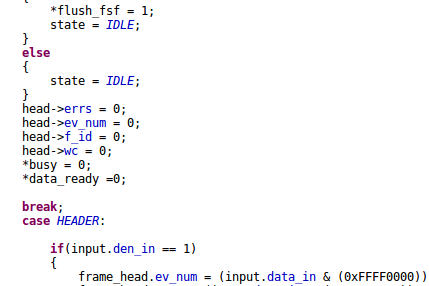 *flush_fsf = 1;
state = IDLE;
}
else
{
state = IDLE;
}
head->errs = 0;
head->ev_num = 0;
head->f_id = 0;
head->wc = 0;
*busy = 0;
*data_ready =0;
break;
case HEADER:
if(input.den_in == 1)
{
frame_head.ev_num = (input.data_in & (0xFFFF0000))